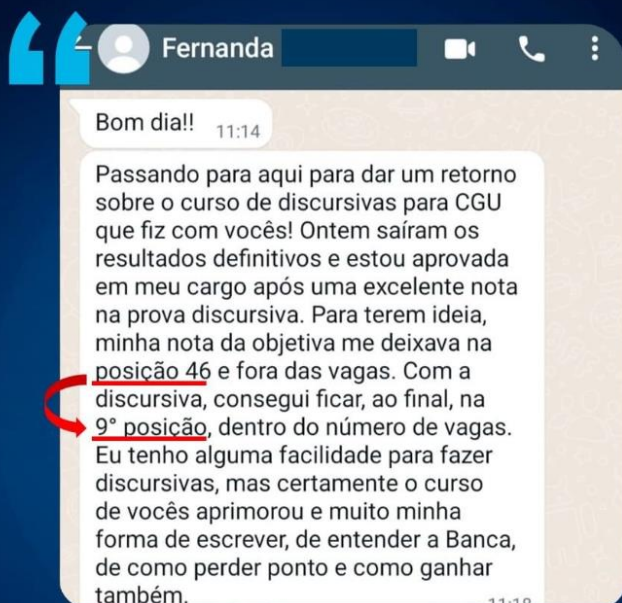 Fernanda
Bom dia!!
11:14
Passando para aqui para dar um retorno
sobre o curso de discursivas para CGU
que fiz com vocês! Ontem saíram os
resultados definitivos e estou aprovada
em meu cargo após uma excelente nota
na prova discursiva. Para terem ideia,
minha nota da objetiva me deixava na
posição 46 e fora das vagas. Com a
discursiva, consegui ficar, ao final, na
9° posição, dentro do número de vagas.
Eu tenho alguma facilidade para fazer
discursivas, mas certamente o curso
de vocês aprimorou e muito minha
forma de escrever, de entender a Banca,
de como perder ponto e como ganhar
também.